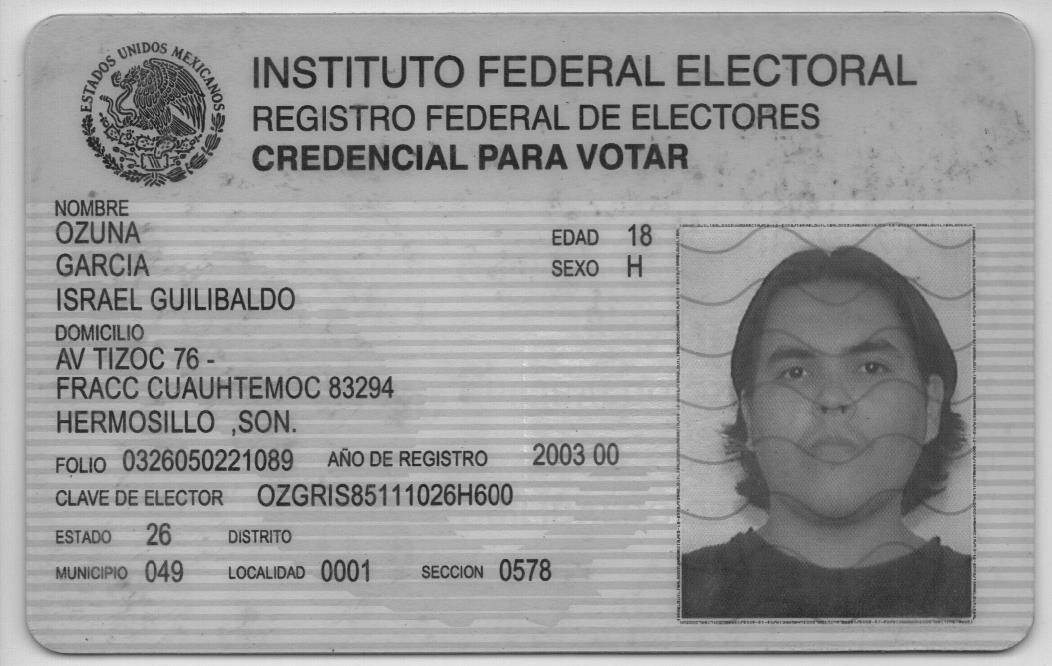 ESTADOS UNIDOS MEXICANOS
INSTITUTO FEDERAL ELECTORAL
REGISTRO FEDERAL DE ELECTORES
CREDENCIAL PARA VOTAR
NOMBRE
OZUNA
EDAD 18
GARCIA
SEXO H
ISRAEL GUILIBALDO
DOMICILIO
AV TIZOC 76 -
FRACC CUAUHTEMOC 83294
HERMOSILLO ,SON.
FOLIO 0326050221089 AÑO DE REGISTRO 2003 00
CLAVE DE ELECTOR OZGRIS85111026H600
ESTADO 26 DISTRITO
MUNICIPIO 049 LOCALIDAD 0001 SECCION 0578